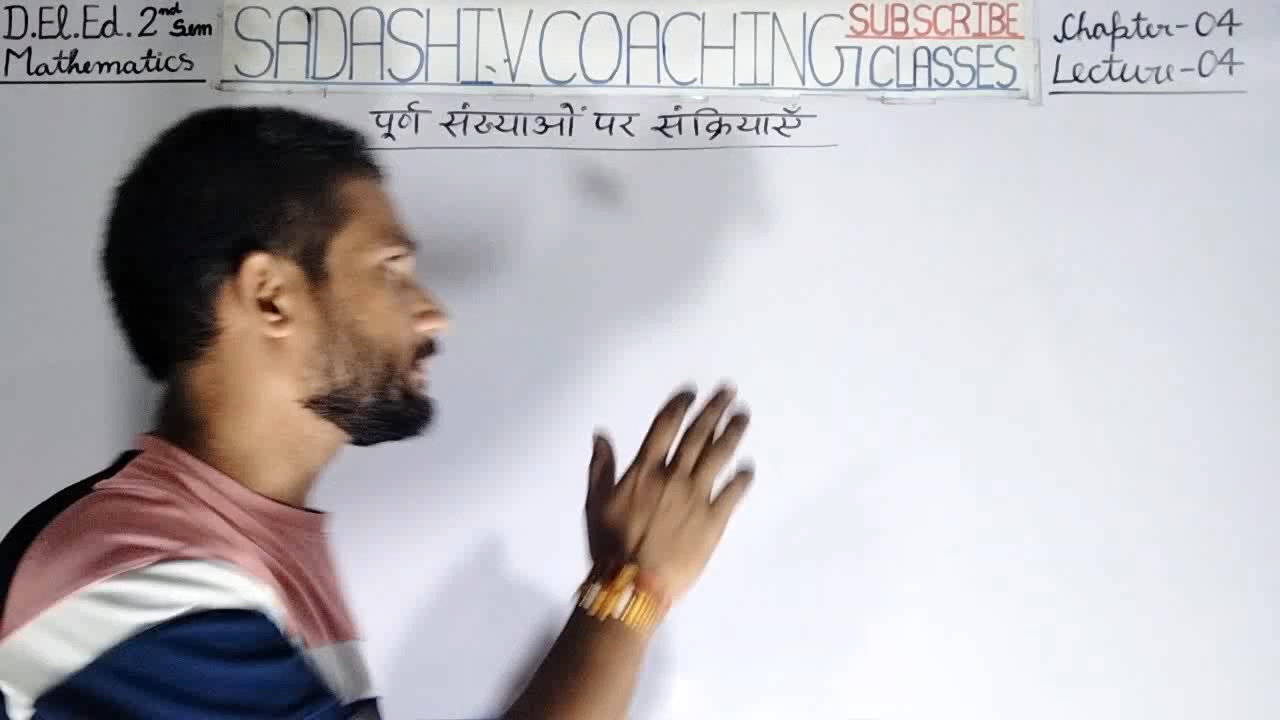 D.El.Ed. 2nd Sem
Mathematics
SADASHIV COACHING CLASSES
SUBSCRIBE
Chapter-04
Lecture-04
पूर्ण संख्याओं पर संक्रियाएँ